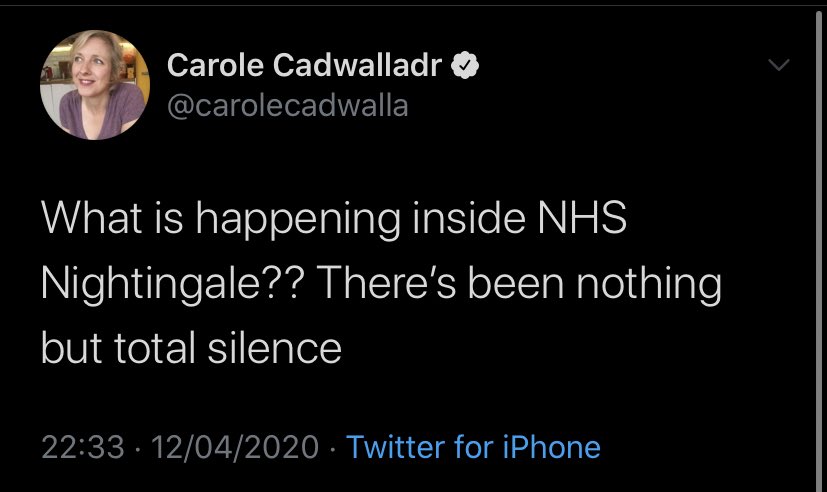 Carole Cadwalladr
@carolecadwalla
What is happening inside NHS
Nightingale?? There’s been nothing
but total silence
22:33 · 12/04/2020 · Twitter for iPhone